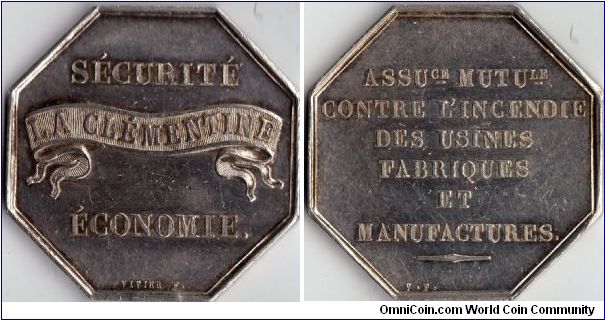 SÉCURITÉ
LA CLÉMENTINE
ÉCONOMIE.
VIVIER F.
ASSUCE MUTULE
CONTRE L'INCENDIE
DES USINES
FABRIQUES
ET
MANUFACTURES.
V. F.
OmniCoin.com World Coin Community